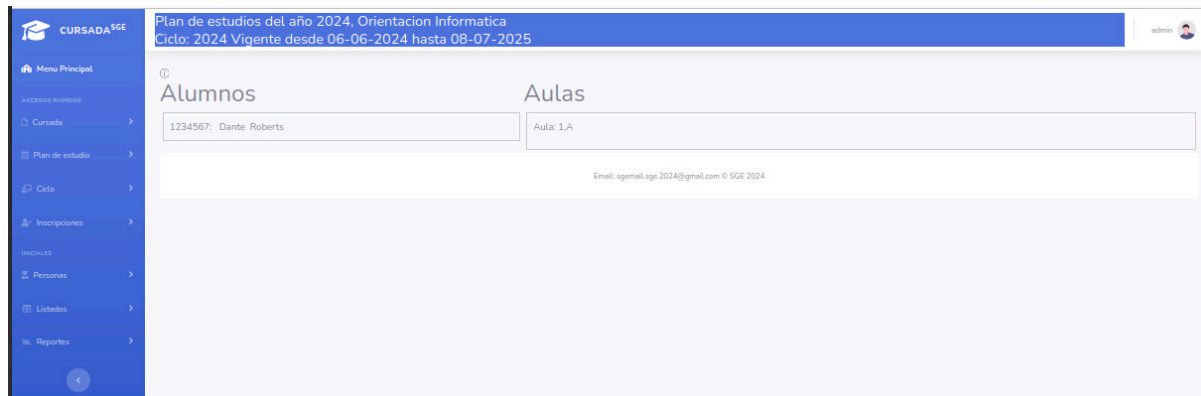 CURSADA SGE
Plan de estudios del año 2024, Orientacion Informatica
Ciclo: 2024 Vigente desde 06-06-2024 hasta 08-07-2025
admin
Menu Principal
ACCESOS RAPIDOS
Cursada
Plan de estudio
Ciclo
Inscripciones
INICIALES
Personas
Listados
Reportes
Alumnos
1234567: Dante Roberts
Aulas
Aula: 1,A
Email: sgemail.sge.2024@gmail.com © SGE 2024